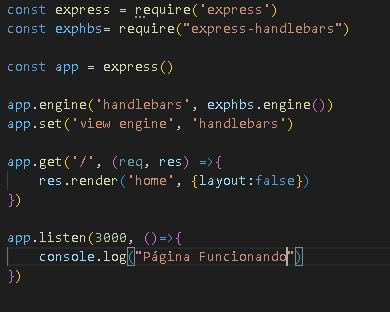 const express = require('express')
const exphbs= require("express-handlebars")
const app = express()
app.engine('handlebars', exphbs.engine())
app.set('view engine', 'handlebars')
app.get('/', (req, res) =>{
res.render('home', {layout:false})
})
app.listen(3000, ()=>{
console.log("Página Funcionando")
})